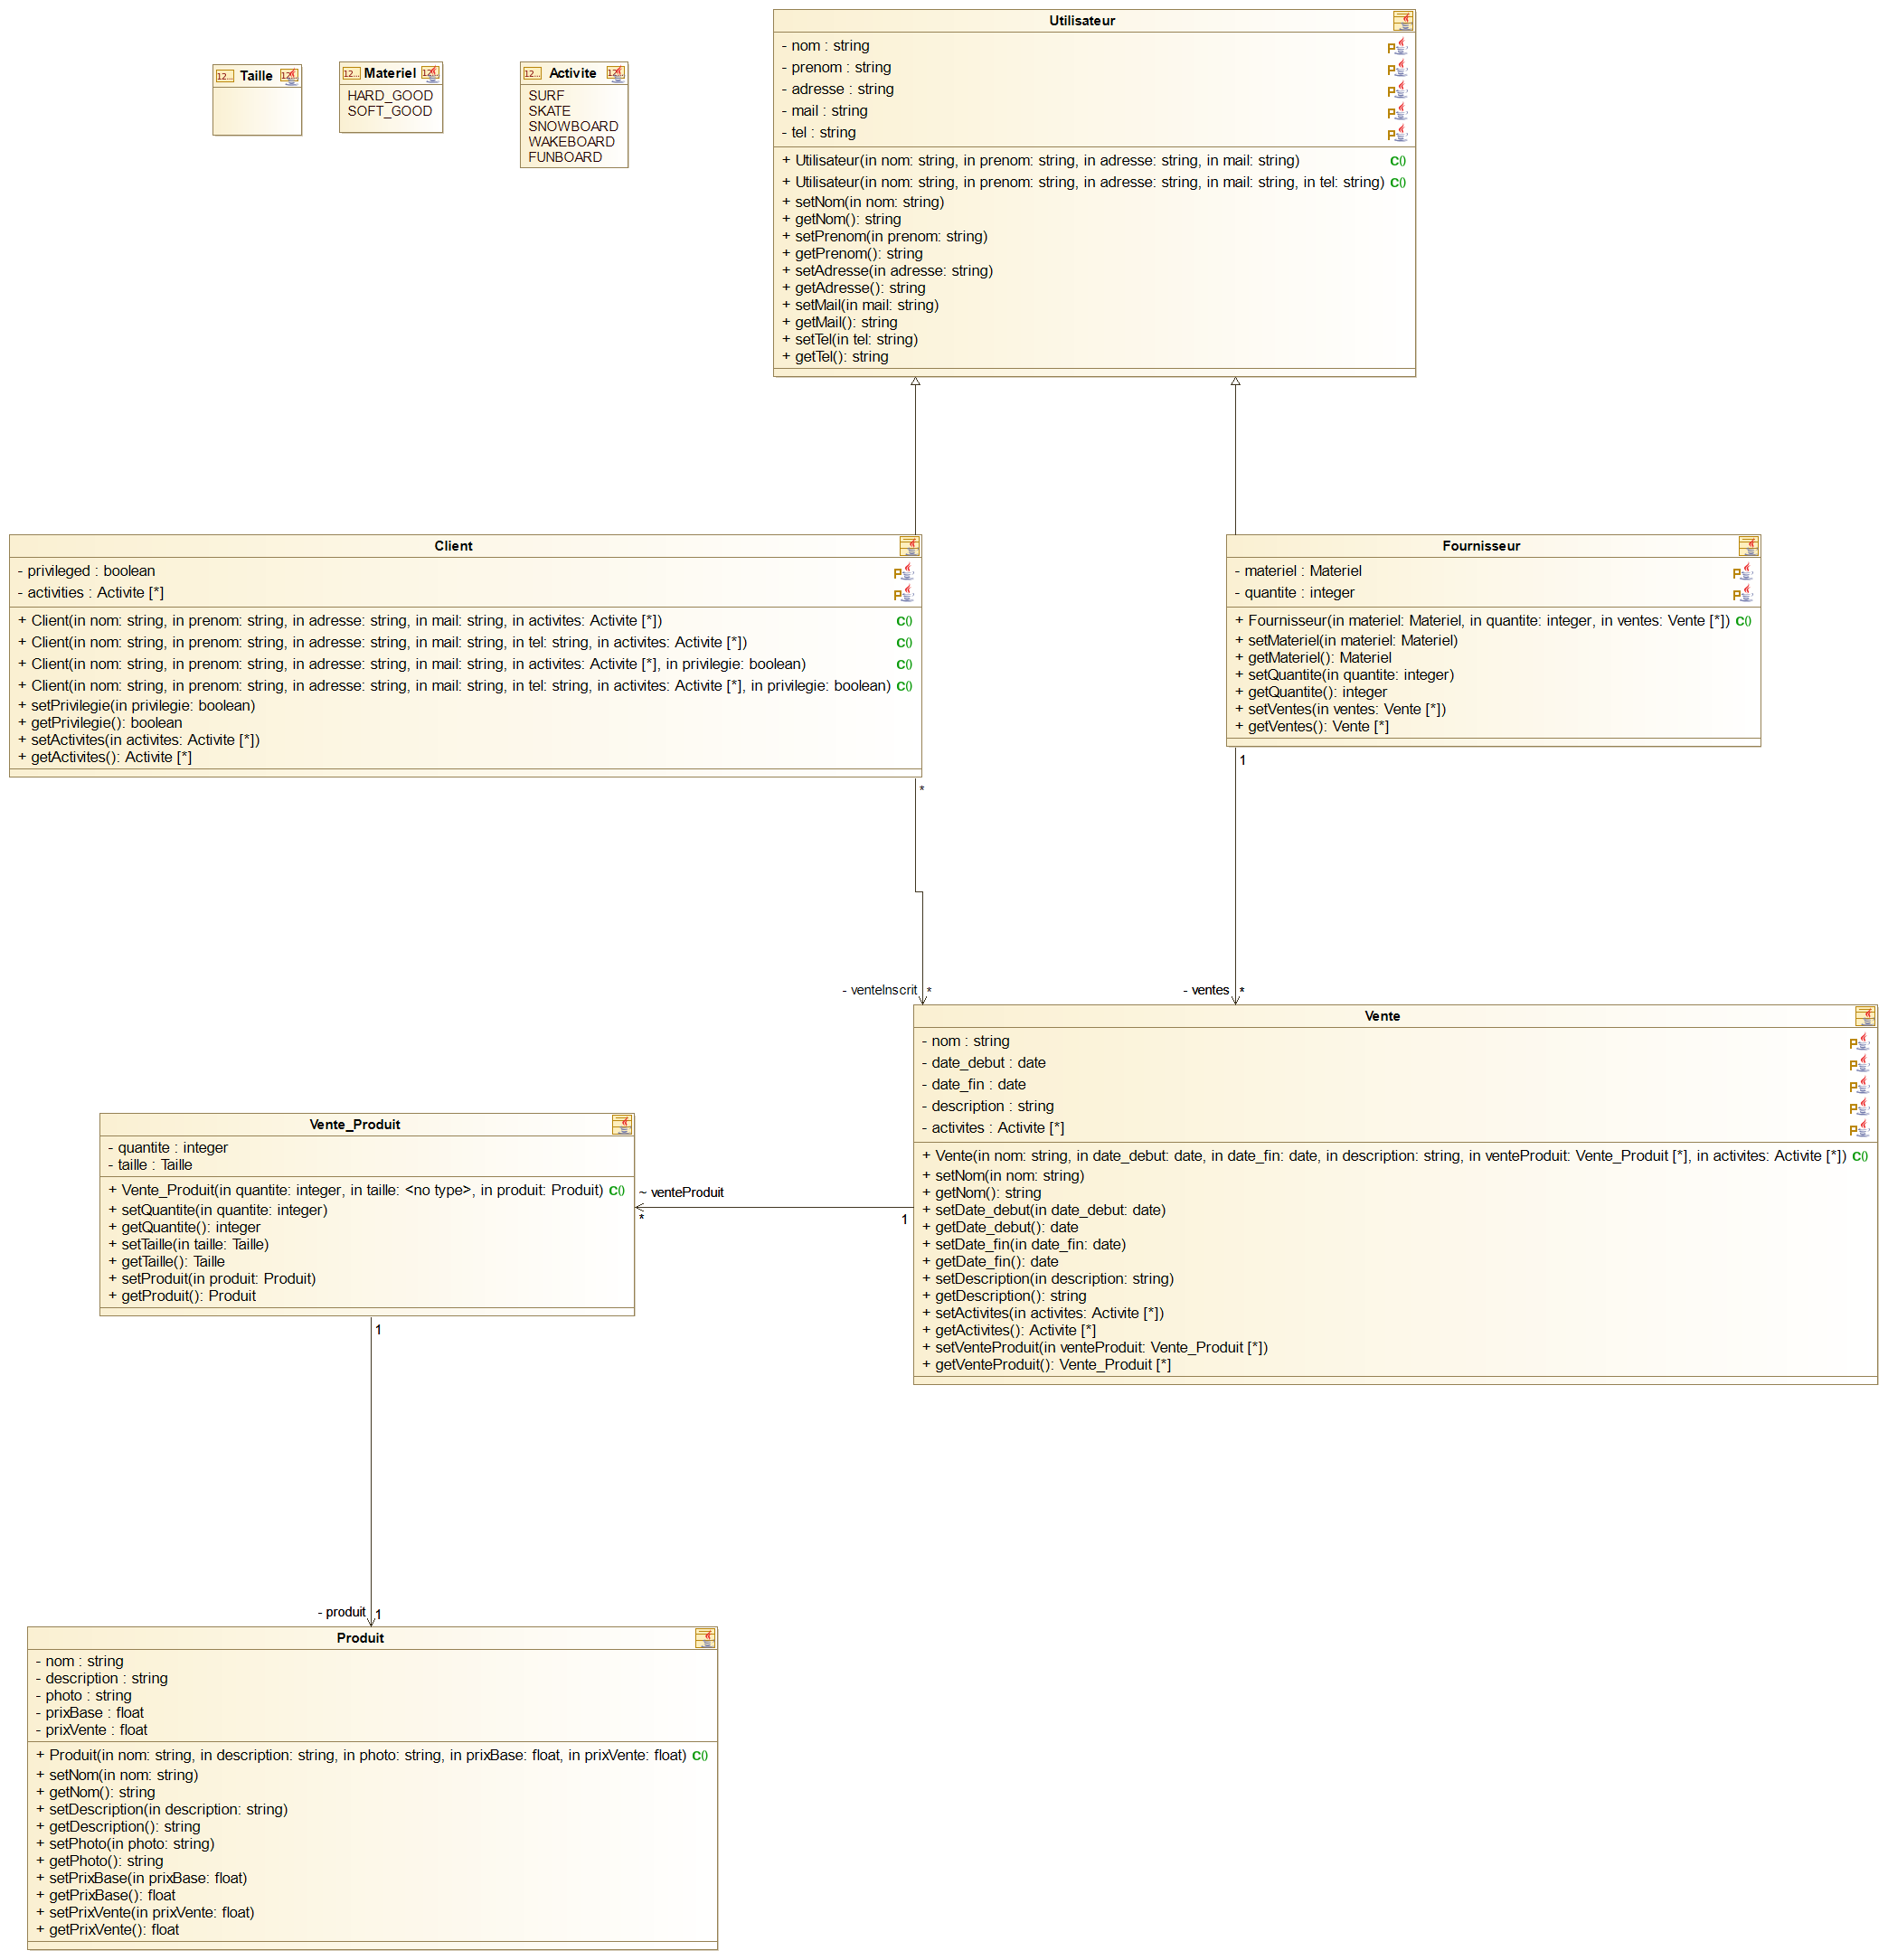 Utilisateur
- nom : string
- prenom : string
- adresse : string
- mail : string
- tel : string
+ Utilisateur(in nom: string, in prenom: string, in adresse: string, in mail: string) C()
+ Utilisateur(in nom: string, in prenom: string, in adresse: string, in mail: string, in tel: string) C()
+ setNom(in nom: string)
+ getNom(): string
+ setPrenom(in prenom: string)
+ getPrenom(): string
+ setAdresse(in adresse: string)
+ getAdresse(): string
+ setMail(in mail: string)
+ getMail(): string
+ setTel(in tel: string)
+ getTel(): string
12... Taille
12... Materiel
HARD_GOOD
SOFT_GOOD
12... Activite
SURF
SKATE
SNOWBOARD
WAKEBOARD
FUNBOARD
Client
- privileged : boolean
- activities : Activite [*]
+ Client(in nom: string, in prenom: string, in adresse: string, in mail: string, in activites: Activite [*]) C()
+ Client(in nom: string, in prenom: string, in adresse: string, in mail: string, in tel: string, in activites: Activite [*]) C()
+ Client(in nom: string, in prenom: string, in adresse: string, in mail: string, in activites: Activite [*], in privilegie: boolean) C()
+ Client(in nom: string, in prenom: string, in adresse: string, in mail: string, in tel: string, in activites: Activite [*], in privilegie: boolean) C()
+ setPrivilegie(in privilegie: boolean)
+ getPrivilegie(): boolean
+ setActivites(in activites: Activite [*])
+ getActivites(): Activite [*]
Fournisseur
- materiel : Materiel
- quantite : integer
+ Fournisseur(in materiel: Materiel, in quantite: integer, in ventes: Vente [*]) C()
+ setMateriel(in materiel: Materiel)
+ getMateriel(): Materiel
+ setQuantite(in quantite: integer)
+ getQuantite(): integer
+ setVentes(in ventes: Vente [*])
+ getVentes(): Vente [*]
*
1
- venteInscrit *
- ventes *
Vente
- nom : string
- date_debut : date
- date_fin : date
- description : string
- activites : Activite [*]
+ Vente(in nom: string, in date_debut: date, in date_fin: date, in description: string, in venteProduit: Vente_Produit [*], in activites: Activite [*]) C()
+ setNom(in nom: string)
+ getNom(): string
+ setDate_debut(in date_debut: date)
+ getDate_debut(): date
+ setDate_fin(in date_fin: date)
+ getDate_fin(): date
+ setDescription(in description: string)
+ getDescription(): string
+ setActivites(in activites: Activite [*])
+ getActivites(): Activite [*]
+ setVenteProduit(in venteProduit: Vente_Produit [*])
+ getVenteProduit(): Vente_Produit [*]
Vente_Produit
- quantite : integer
- taille : Taille
+ Vente_Produit(in quantite: integer, in taille: <no type>, in produit: Produit) C()
+ setQuantite(in quantite: integer)
+ getQuantite(): integer
+ setTaille(in taille: Taille)
+ getTaille(): Taille
+ setProduit(in produit: Produit)
+ getProduit(): Produit
~ venteProduit
*
1
1
- produit 1
Produit
- nom : string
- description : string
- photo : string
- prixBase : float
- prixVente : float
+ Produit(in nom: string, in description: string, in photo: string, in prixBase: float, in prixVente: float) C()
+ setNom(in nom: string)
+ getNom(): string
+ setDescription(in description: string)
+ getDescription(): string
+ setPhoto(in photo: string)
+ getPhoto(): string
+ setPrixBase(in prixBase: float)
+ getPrixBase(): float
+ setPrixVente(in prixVente: float)
+ getPrixVente(): float